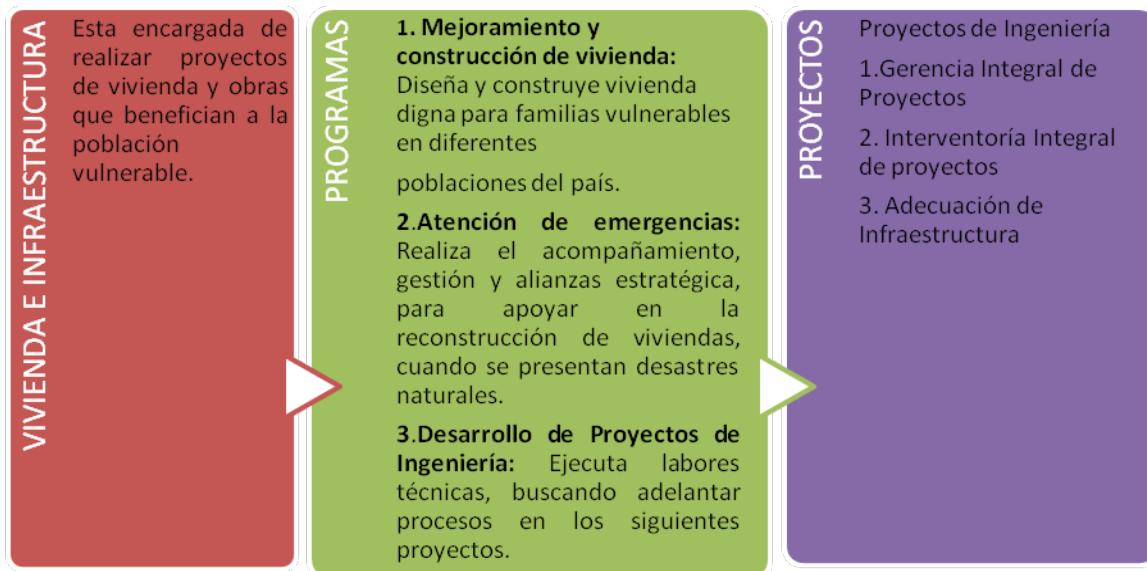 VIVIENDA E INFRAESTRUCTURA
Esta encargada de
realizar proyectos
de vivienda y obras
que benefician a la
población
vulnerable.
PROGRAMAS
1. Mejoramiento y
construcción de vivienda:
Diseña y construye vivienda
digna para familias vulnerables
en diferentes
poblaciones del país.
2.Atención de emergencias:
Realiza el acompañamiento,
gestión y alianzas estratégica,
para apoyar en la
reconstrucción de viviendas,
cuando se presentan desastres
naturales.
3.Desarrollo de Proyectos de
Ingeniería: Ejecuta labores
técnicas, buscando adelantar
procesos en los siguientes
proyectos.
PROYECTOS
Proyectos de Ingeniería
1.Gerencia Integral de
Proyectos
2. Interventoría Integral
de proyectos
3. Adecuación de
Infraestructura